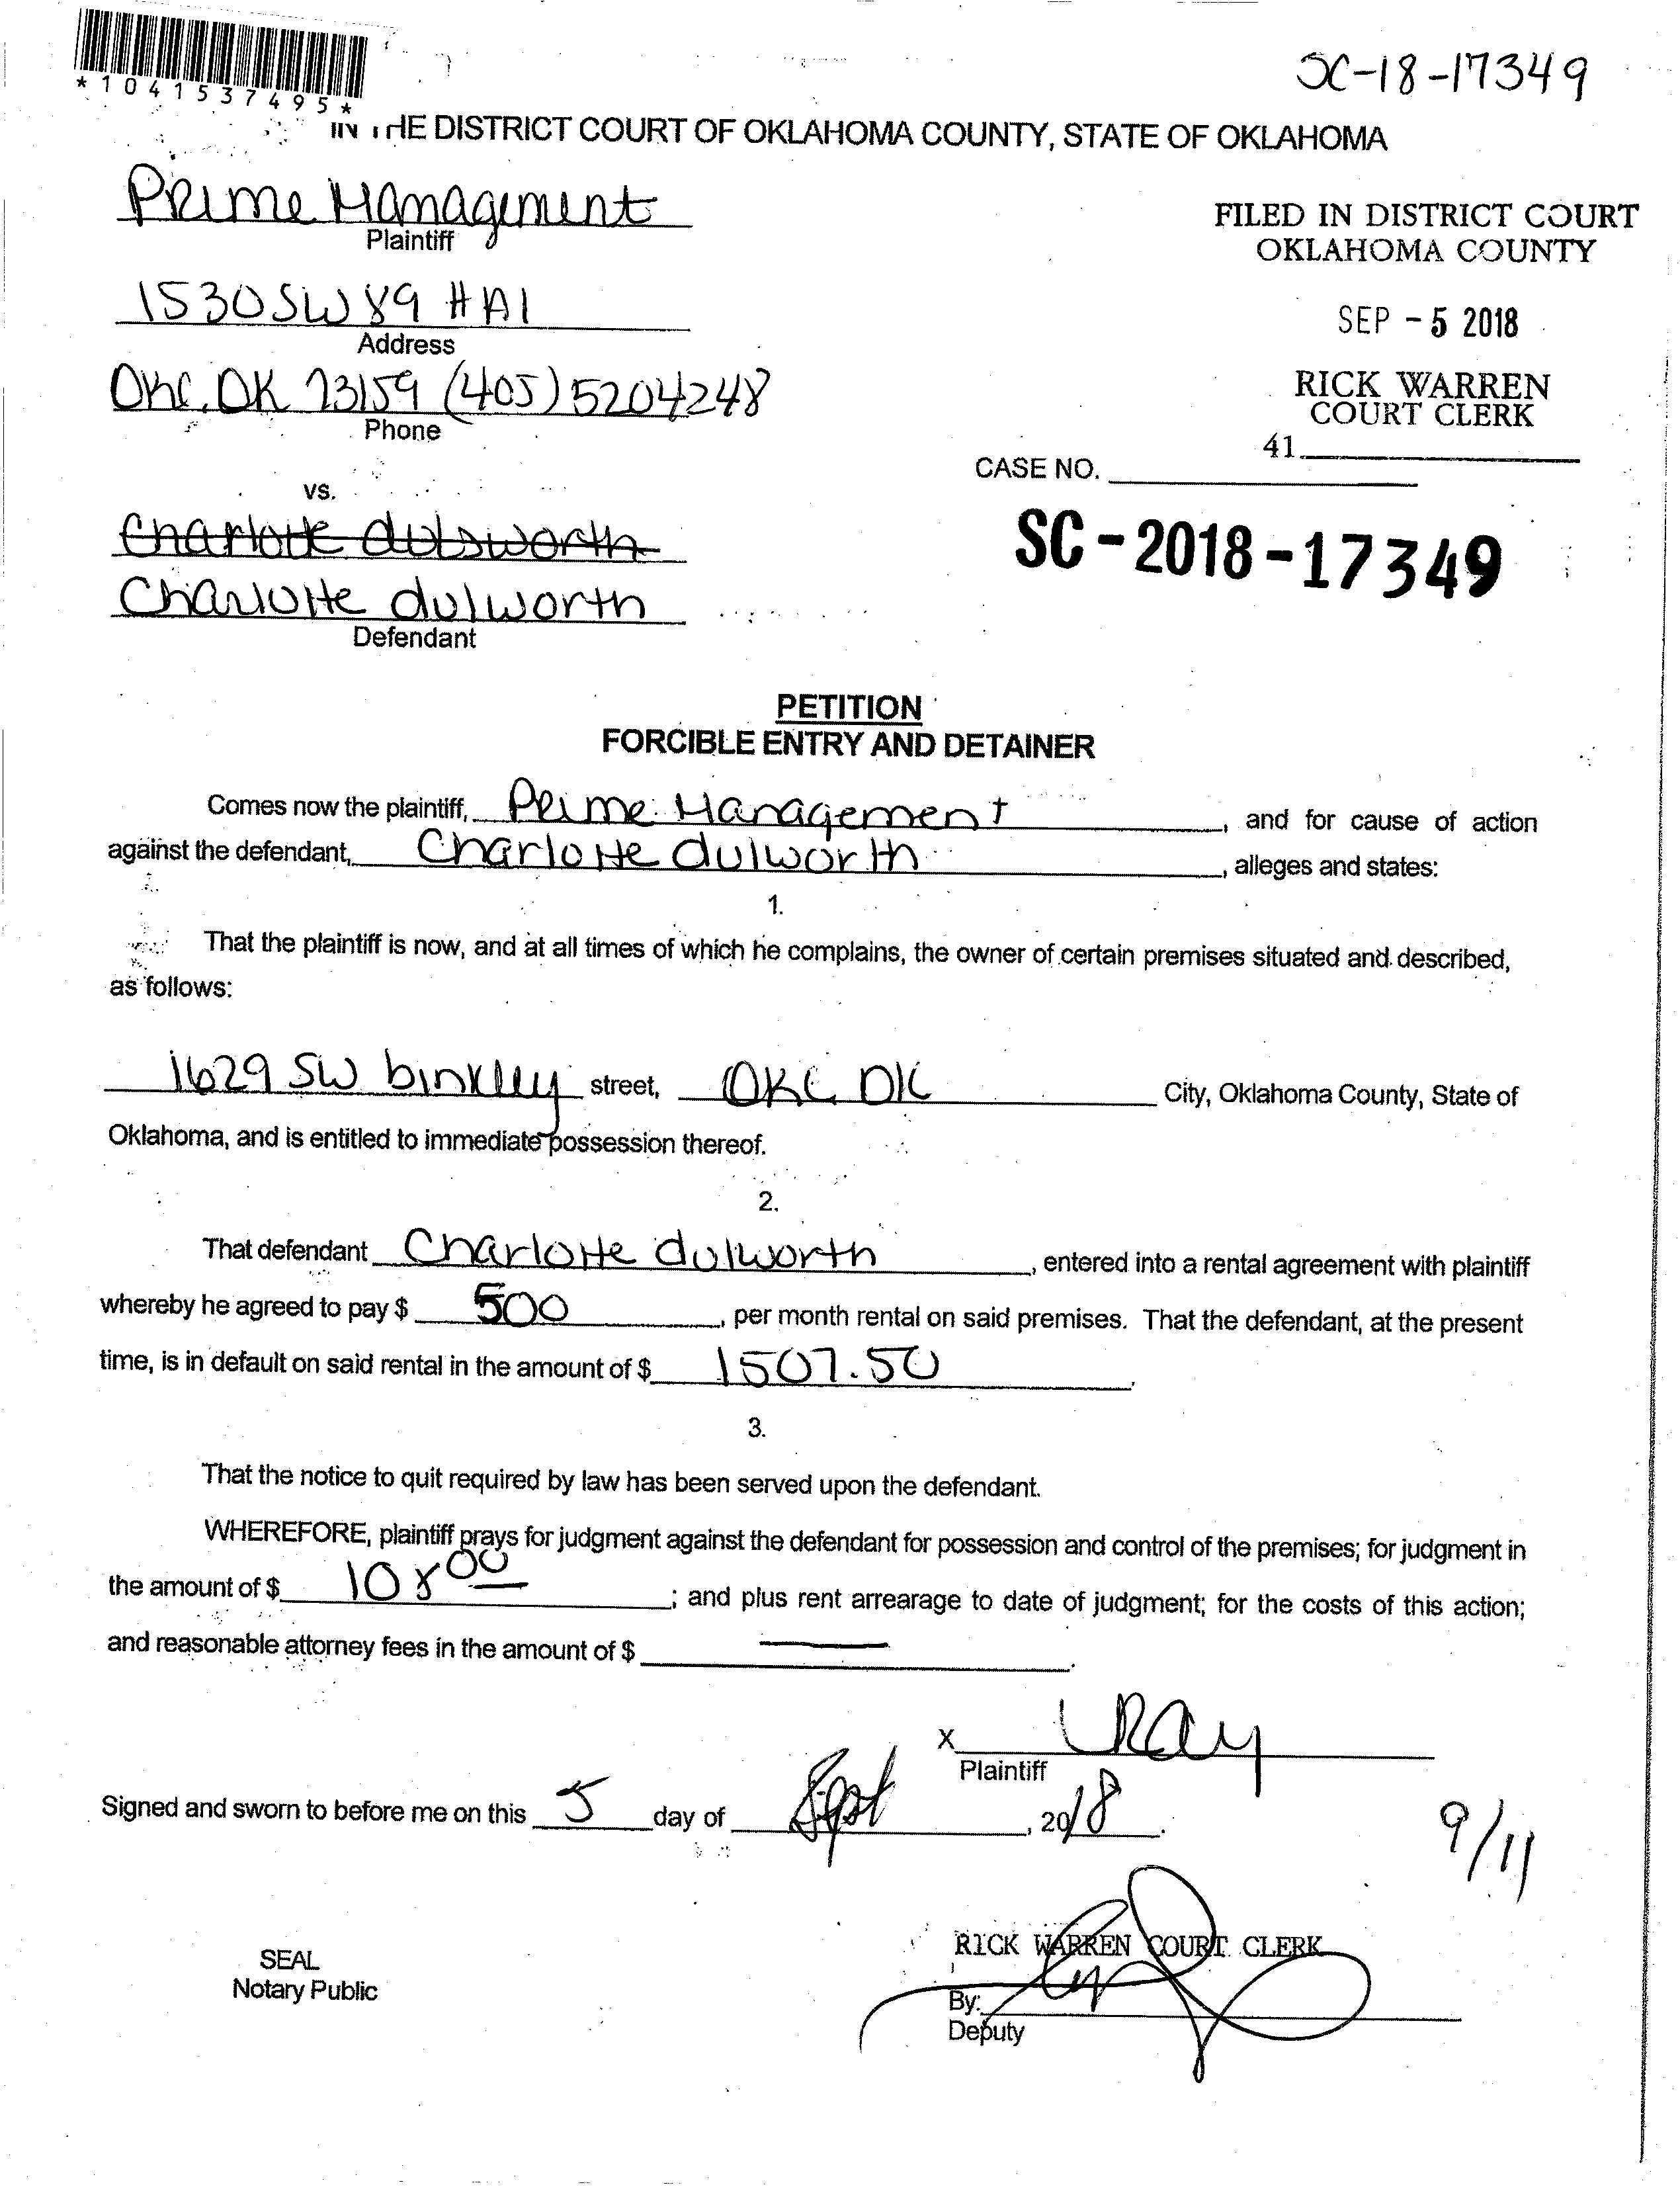 *1041537495*
SC-18-17349
IN THE DISTRICT COURT OF OKLAHOMA COUNTY, STATE OF OKLAHOMA
Prime Management
Plaintiff
FILED IN DISTRICT COURT
OKLAHOMA COUNTY
1530 SW 89 # A1
Address
SEP - 5 2018
OKC, OK 73159 (405) 5204248
Phone
RICK WARREN
COURT CLERK
41
CASE NO.
vs.
Charlotte dulsworth
SC-2018-17349
Charlotte dulworth
Defendant
PETITION
FORCIBLE ENTRY AND DETAINER
Comes now the plaintiff, Prime Management, and for cause of action
against the defendant, Charlotte dulworth, alleges and states:
1.
That the plaintiff is now, and at all times of which he complains, the owner of certain premises situated and described,
as follows:
1629 SW binkley street, OKC OK City, Oklahoma County, State of
Oklahoma, and is entitled to immediate possession thereof.
2.
That defendant Charlotte dulworth, entered into a rental agreement with plaintiff
whereby he agreed to pay $ 500, per month rental on said premises. That the defendant, at the present
time, is in default on said rental in the amount of $ 1507.50.
3.
That the notice to quit required by law has been served upon the defendant.
WHEREFORE, plaintiff prays for judgment against the defendant for possession and control of the premises; for judgment in
the amount of $ 108 00; and plus rent arrearage to date of judgment; for the costs of this action;
and reasonable attorney fees in the amount of $ —.
X LRay
Plaintiff
Signed and sworn to before me on this 5 day of Sept, 2018.
9/11
RICK WARREN COURT CLERK
SEAL
Notary Public
By:
Deputy